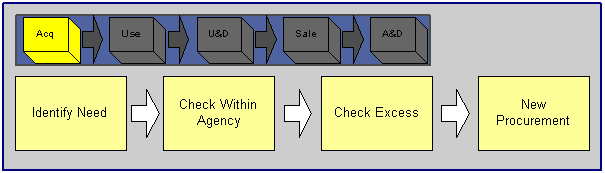 Acq Use U&D Sale A&D
Identify Need
Check Within
Agency
Check Excess
New
Procurement